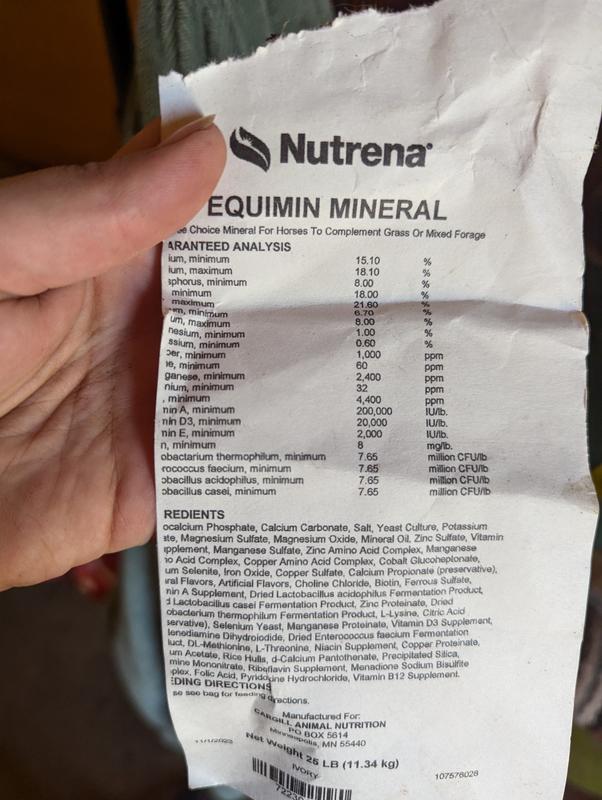 Nutrena
EQUIMIN MINERAL
ee Choice Mineral For Horses To Complement Grass Or Mixed Forage
ARANTEED ANALYSIS
ium, minimum 15.10 %
ium, maximum 18.10 %
sphorus, minimum 8.00 %
minimum 18.00 %
maximum 21.60 %
um, minimum 6.70 %
um, maximum 8.00 %
nesium, minimum 1.00 %
ssium, minimum 0.60 %
per, minimum 1,000 ppm
ne, minimum 60 ppm
ganese, minimum 2,400 ppm
nium, minimum 32 ppm
, minimum 4,400 ppm
min A, minimum 200,000 IU/lb.
min D3, minimum 20,000 IU/lb.
min E, minimum 2,000 IU/lb.
n, minimum 8 mg/lb.
obactarium thermophilum, minimum 7.65 million CFU/lb
rococcus faecium, minimum 7.65 million CFU/lb
obacillus acidophilus, minimum 7.65 million CFU/lb
obacillus casei, minimum 7.65 million CFU/lb
REDIENTS
ocalcium Phosphate, Calcium Carbonate, Salt, Yeast Culture, Potassium
ate, Magnesium Sulfate, Magnesium Oxide, Mineral Oil, Zinc Sulfate, Vitamin
upplement, Manganese Sulfate, Zinc Amino Acid Complex, Manganese
no Acid Complex, Copper Amino Acid Complex, Cobalt Glucoheptonate,
um Selenite, Iron Oxide, Copper Sulfate, Calcium Propionate (preservative),
ural Flavors, Artificial Flavors, Choline Chloride, Biotin, Ferrous Sulfate,
min A Supplement, Dried Lactobacillus acidophilus Fermentation Product,
d Lactobacillus casei Fermentation Product, Zinc Proteinate, Dried
obacterium thermophilum Fermentation Product, L-Lysine, Citric Acid
servative), Selenium Yeast, Manganese Proteinate, Vitamin D3 Supplement,
lenediamine Dihydroiodide, Dried Enterococcus faecium Fermentation
luct, DL-Methionine, L-Threonine, Niacin Supplement, Copper Proteinate,
um Acetate, Rice Hulls, d-Calcium Pantothenate, Precipitated Silica,
mine Mononitrate, Riboflavin Supplement, Menadione Sodium Bisulfite
plex, Folic Acid, Pyridoxine Hydrochloride, Vitamin B12 Supplement.
EDING DIRECTIONS
se see bag for feeding directions.
Manufactured For:
CARGILL ANIMAL NUTRITION
PO BOX 5614
Minneapolis, MN 55440
Net Weight 25 LB (11.34 kg)
IVORY
107576028